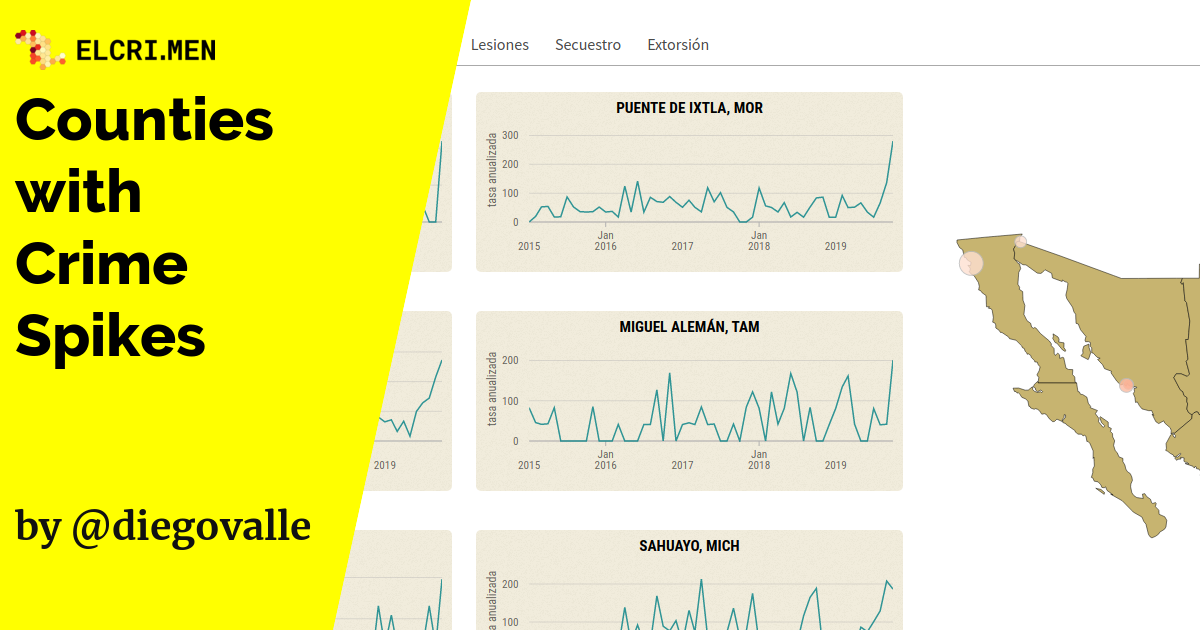 ELCRI.MEN
Counties
with
Crime
Spikes
by @diegovalle
Lesiones Secuestro Extorsión
PUENTE DE IXTLA, MOR
tasa anualizada
300
200
100
0
Jan Jan
2015 2016 2017 2018 2019
MIGUEL ALEMÁN, TAM
tasa anualizada
200
100
0
Jan Jan
2019 2015 2016 2017 2018 2019
SAHUAYO, MICH
a anualizada
200
100